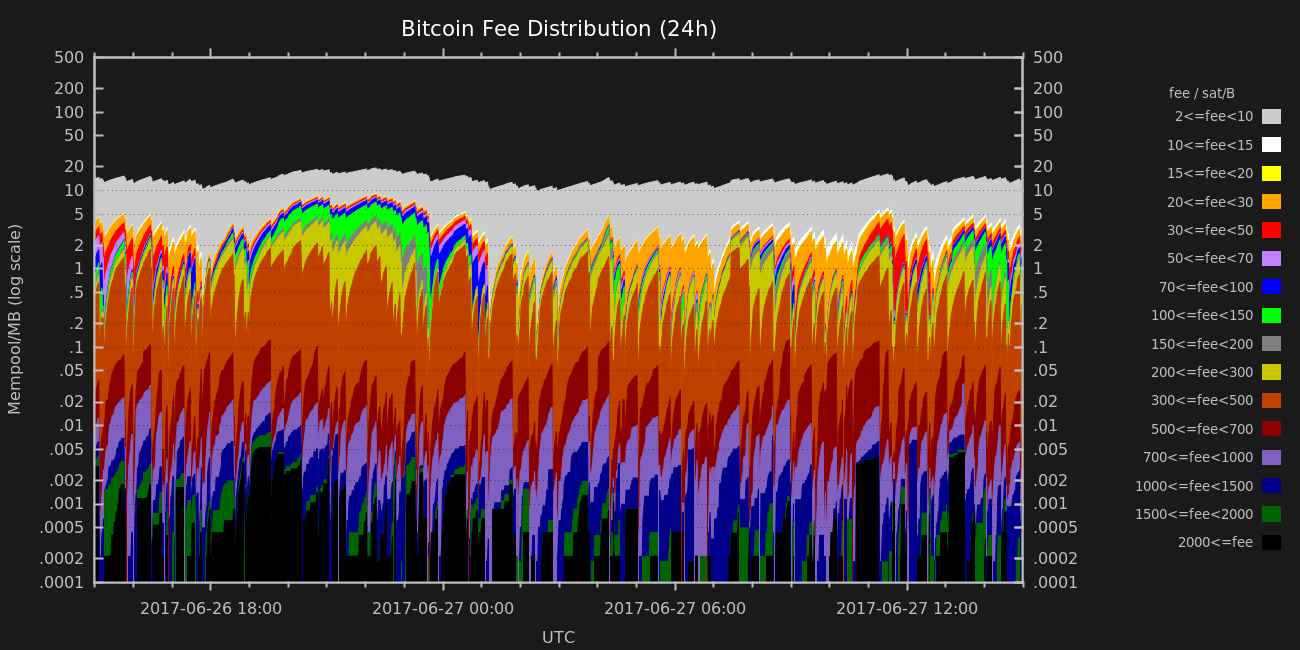 Bitcoin Fee Distribution (24h)
500
200
100
50
20
10
5
2
1
.5
.2
.1
.05
.02
.01
.005
.002
.001
.0005
.0002
.0001
Mempool/MB (log scale)
500
200
100
50
20
10
5
2
1
.5
.2
.1
.05
.02
.01
.005
.002
.001
.0005
.0002
.0001
fee / sat/B
2<=fee<10
10<=fee<15
15<=fee<20
20<=fee<30
30<=fee<50
50<=fee<70
70<=fee<100
100<=fee<150
150<=fee<200
200<=fee<300
300<=fee<500
500<=fee<700
700<=fee<1000
1000<=fee<1500
1500<=fee<2000
2000<=fee
2017-06-26 18:00 2017-06-27 00:00 2017-06-27 06:00 2017-06-27 12:00
UTC